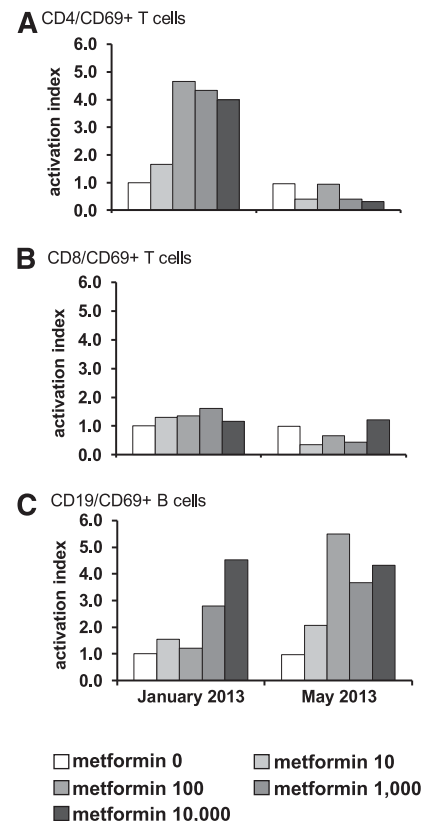 A CD4/CD69+ T cells
6.0
5.0
4.0
3.0
2.0
1.0
0.0
activation index
B CD8/CD69+ T cells
6.0
5.0
4.0
3.0
2.0
1.0
0.0
activation index
C CD19/CD69+ B cells
6.0
5.0
4.0
3.0
2.0
1.0
0.0
activation index
January 2013 May 2013
metformin 0 metformin 10
metformin 100 metformin 1,000
metformin 10,000